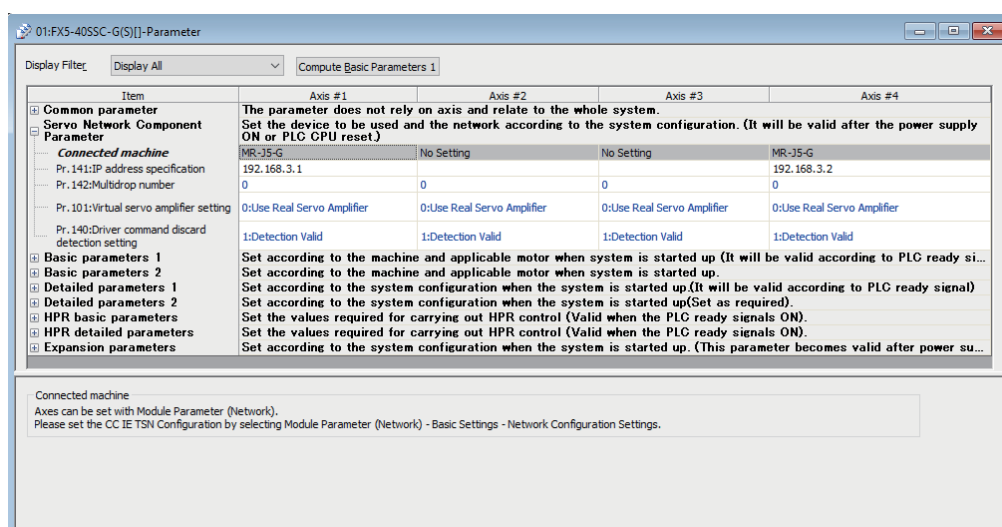 01:FX5-40SSC-G(S)[]-Parameter
Display Filter Display All Compute Basic Parameters 1
Item Axis #1 Axis #2 Axis #3 Axis #4
Common parameter The parameter does not rely on axis and relate to the whole system.
Servo Network Component Parameter Set the device to be used and the network according to the system configuration. (It will be valid after the power supply ON or PLC CPU reset.)
Connected machine MR-J5-G No Setting No Setting MR-J5-G
Pr.141:IP address specification 192.168.3.1 192.168.3.2
Pr.142:Multidrop number 0 0 0 0
Pr.101:Virtual servo amplifier setting 0:Use Real Servo Amplifier 0:Use Real Servo Amplifier 0:Use Real Servo Amplifier 0:Use Real Servo Amplifier
Pr.140:Driver command discard detection setting 1:Detection Valid 1:Detection Valid 1:Detection Valid 1:Detection Valid
Basic parameters 1 Set according to the machine and applicable motor when system is started up (It will be valid according to PLC ready si...
Basic parameters 2 Set according to the machine and applicable motor when system is started up.
Detailed parameters 1 Set according to the system configuration when the system is started up.(It will be valid according to PLC ready signal)
Detailed parameters 2 Set according to the system configuration when the system is started up(Set as required).
HPR basic parameters Set the values required for carrying out HPR control (Valid when the PLC ready signals ON).
HPR detailed parameters Set the values required for carrying out HPR control (Valid when the PLC ready signals ON).
Expansion parameters Set according to the system configuration when the system is started up. (This parameter becomes valid after power su...
Connected machine
Axes can be set with Module Parameter (Network).
Please set the CC IE TSN Configuration by selecting Module Parameter (Network) - Basic Settings - Network Configuration Settings.